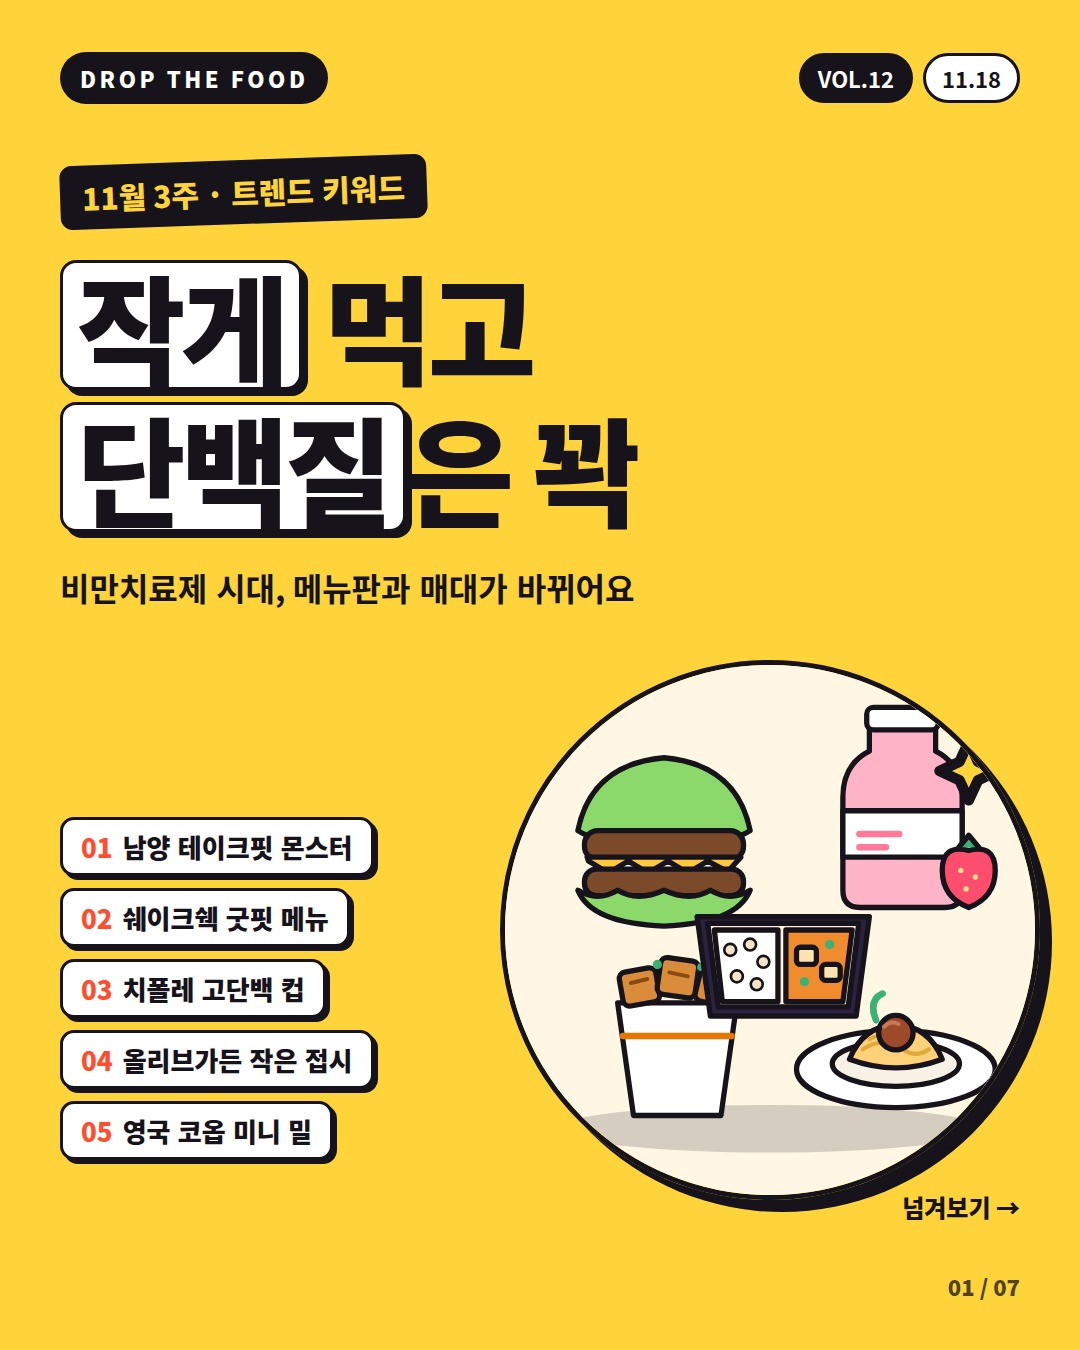 DROP THE FOOD
VOL.12 11.18
11월 3주 · 트렌드 키워드
작게 먹고
단백질은 꽉
비만치료제 시대, 메뉴판과 매대가 바뀌어요
01 남양 테이크핏 몬스터
02 쉐이크쉑 굿핏 메뉴
03 치폴레 고단백 컵
04 올리브가든 작은 접시
05 영국 코옵 미니 밀
넘겨보기 →
01 / 07